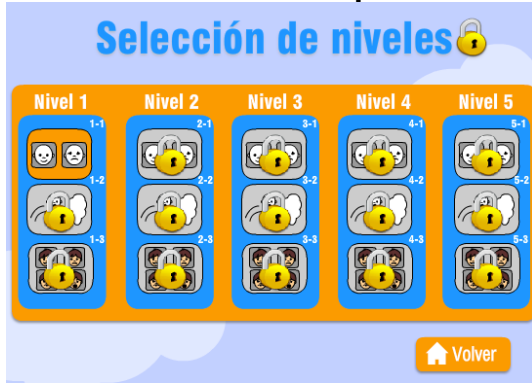 Selección de niveles
Nivel 1 Nivel 2 Nivel 3 Nivel 4 Nivel 5
1-1 2-1 3-1 4-1 5-1
1-2 2-2 3-2 4-2 5-2
1-3 2-3 3-3 4-3 5-3
Volver